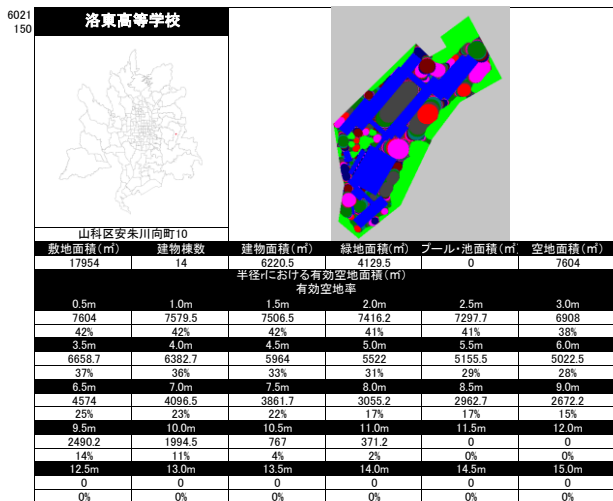 6021
150
洛東高等学校
山科区安朱川向町10
敷地面積(㎡) 建物棟数 建物面積(㎡) 緑地面積(㎡) プール・池面積(㎡) 空地面積(㎡)
17954 14 6220.5 4129.5 0 7604
半径rにおける有効空地面積(㎡)
有効空地率
0.5m 1.0m 1.5m 2.0m 2.5m 3.0m
7604 7579.5 7506.5 7416.2 7297.7 6908
42% 42% 42% 41% 41% 38%
3.5m 4.0m 4.5m 5.0m 5.5m 6.0m
6658.7 6382.7 5964 5522 5155.5 5022.5
37% 36% 33% 31% 29% 28%
6.5m 7.0m 7.5m 8.0m 8.5m 9.0m
4574 4096.5 3861.7 3055.2 2962.7 2672.2
25% 23% 22% 17% 17% 15%
9.5m 10.0m 10.5m 11.0m 11.5m 12.0m
2490.2 1994.5 767 371.2 0 0
14% 11% 4% 2% 0% 0%
12.5m 13.0m 13.5m 14.0m 14.5m 15.0m
0 0 0 0 0 0
0% 0% 0% 0% 0% 0%